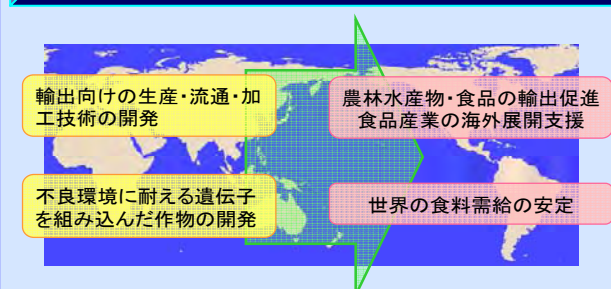 輸出向けの生産・流通・加
工技術の開発
農林水産物・食品の輸出促進
食品産業の海外展開支援
不良環境に耐える遺伝子
を組み込んだ作物の開発
世界の食料需給の安定